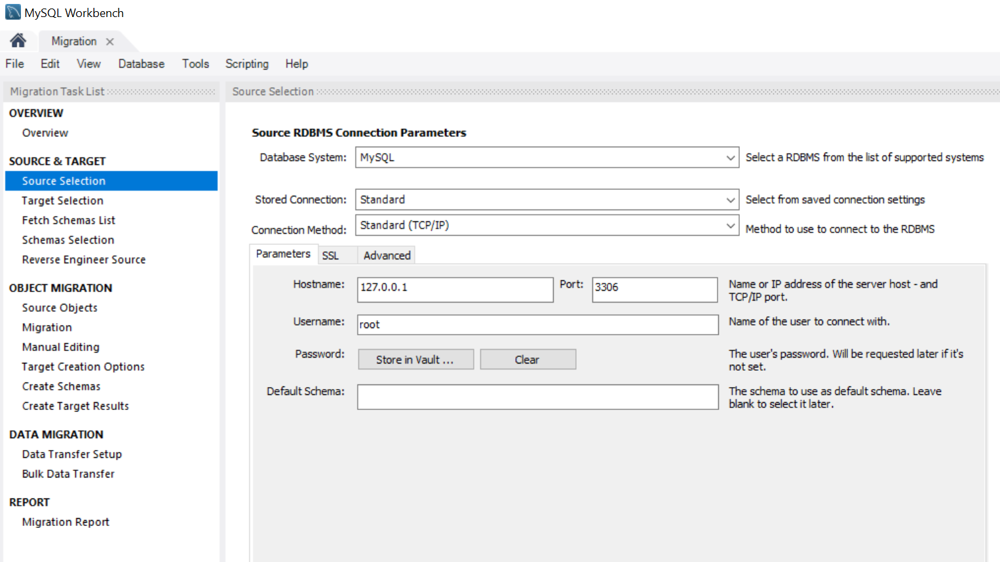 MySQL Workbench
Migration
File Edit View Database Tools Scripting Help
Migration Task List
OVERVIEW
Overview
SOURCE & TARGET
Source Selection
Target Selection
Fetch Schemas List
Schemas Selection
Reverse Engineer Source
OBJECT MIGRATION
Source Objects
Migration
Manual Editing
Target Creation Options
Create Schemas
Create Target Results
DATA MIGRATION
Data Transfer Setup
Bulk Data Transfer
REPORT
Migration Report
Source Selection
Source RDBMS Connection Parameters
Database System: MySQL Select a RDBMS from the list of supported systems
Stored Connection: Standard Select from saved connection settings
Connection Method: Standard (TCP/IP) Method to use to connect to the RDBMS
Parameters SSL Advanced
Hostname: 127.0.0.1 Port: 3306 Name or IP address of the server host - and
TCP/IP port.
Username: root Name of the user to connect with.
Password: Store in Vault ... Clear The user's password. Will be requested later if it's
not set.
Default Schema: The schema to use as default schema. Leave
blank to select it later.